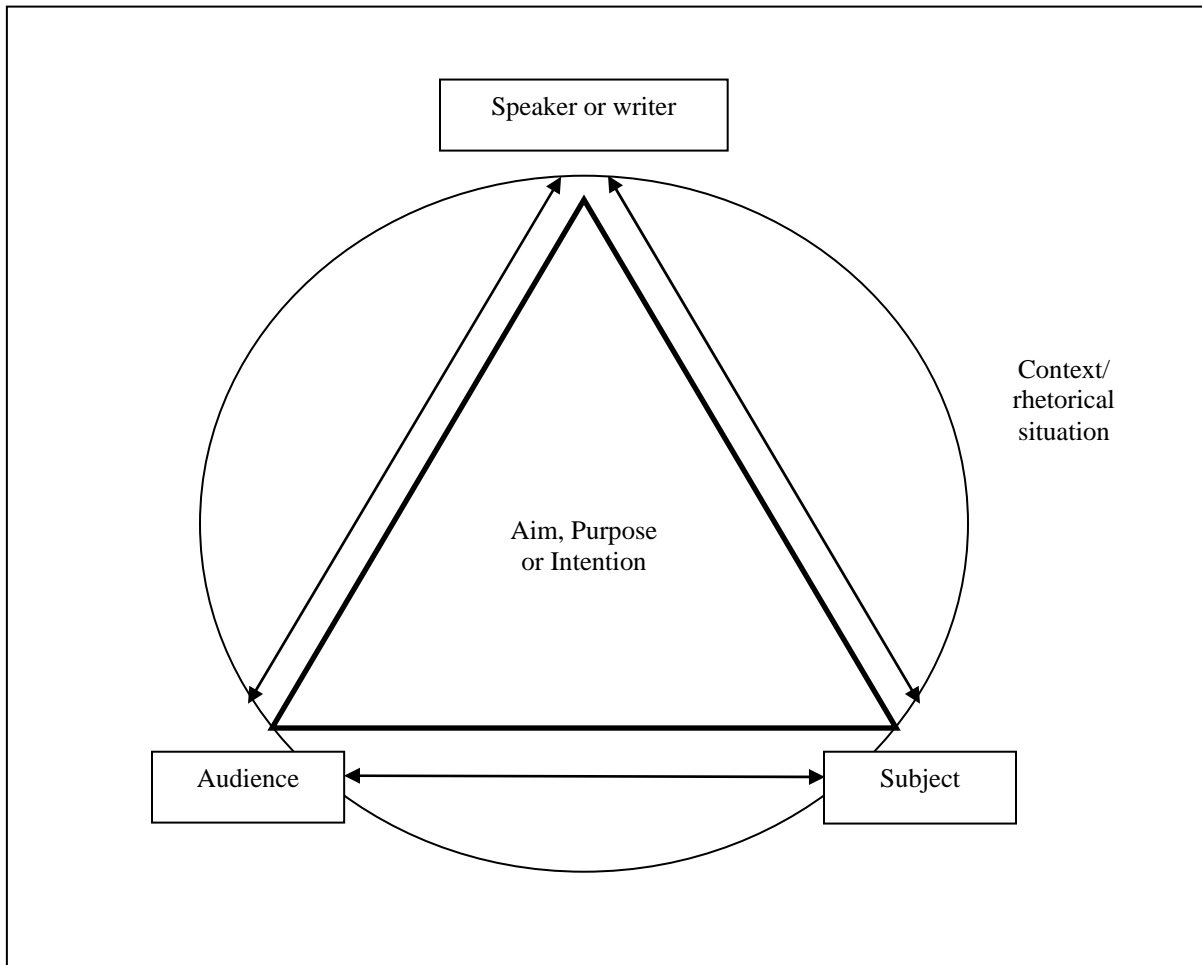 Speaker or writer
Context/
rhetorical
situation
Aim, Purpose
or Intention
Audience
Subject